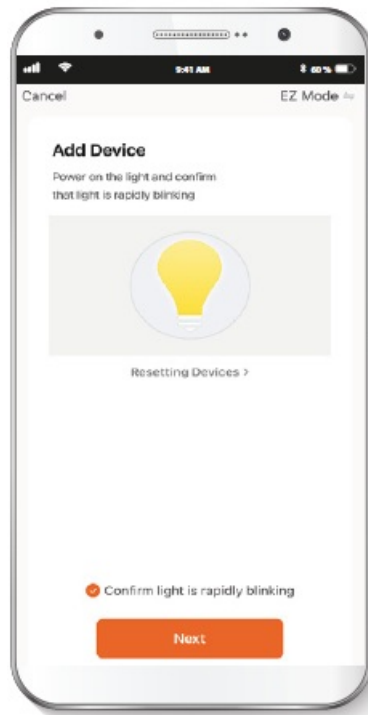 9:41 AM
60%
Cancel
EZ Mode
Add Device
Power on the light and confirm
that light is rapidly blinking
Resetting Devices >
Confirm light is rapidly blinking
Next